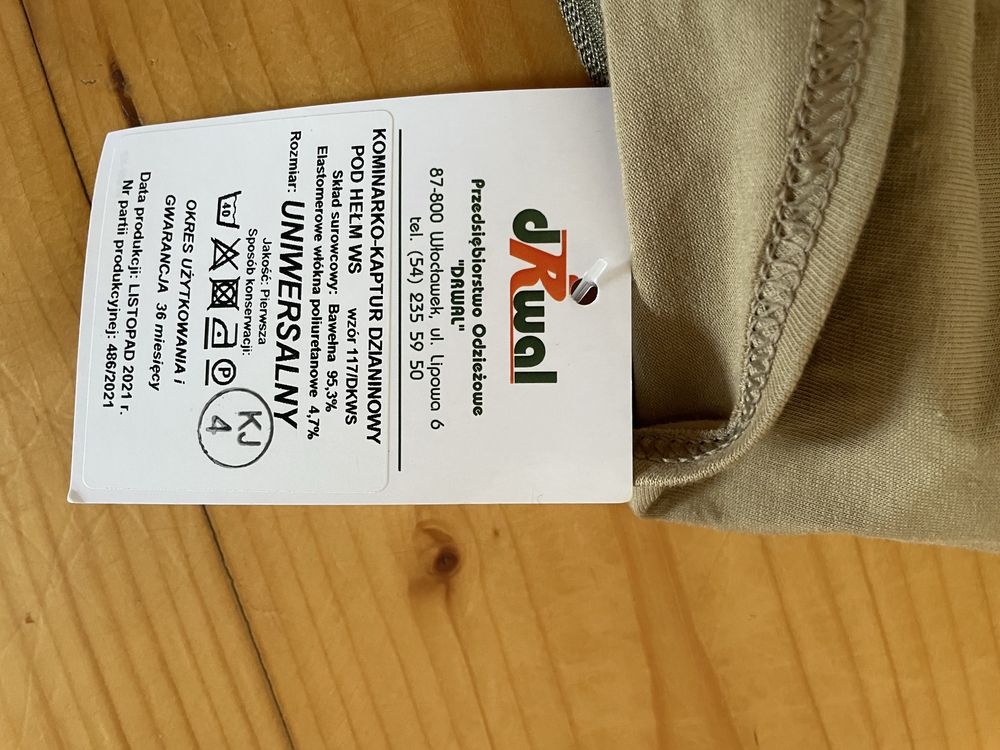 dRwal
Przedsiębiorstwo Odzieżowe
"DRWAL"
87-800 Włocławek, ul. Lipowa 6
tel. (54) 235 59 50
KOMINARKO-KAPTUR DZIANINOWY
POD HEŁM WS wzór 117/DKWS
Skład surowcowy: Bawełna 95,3%
Elastomerowe włókna poliuretanowe 4,7%
Rozmiar: UNIWERSALNY
Jakość: Pierwsza
Sposób konserwacji:
40 P
KJ
4
OKRES UŻYTKOWANIA i
GWARANCJA 36 miesięcy
Data produkcji: LISTOPAD 2021 r.
Nr partii produkcyjnej: 486/2021